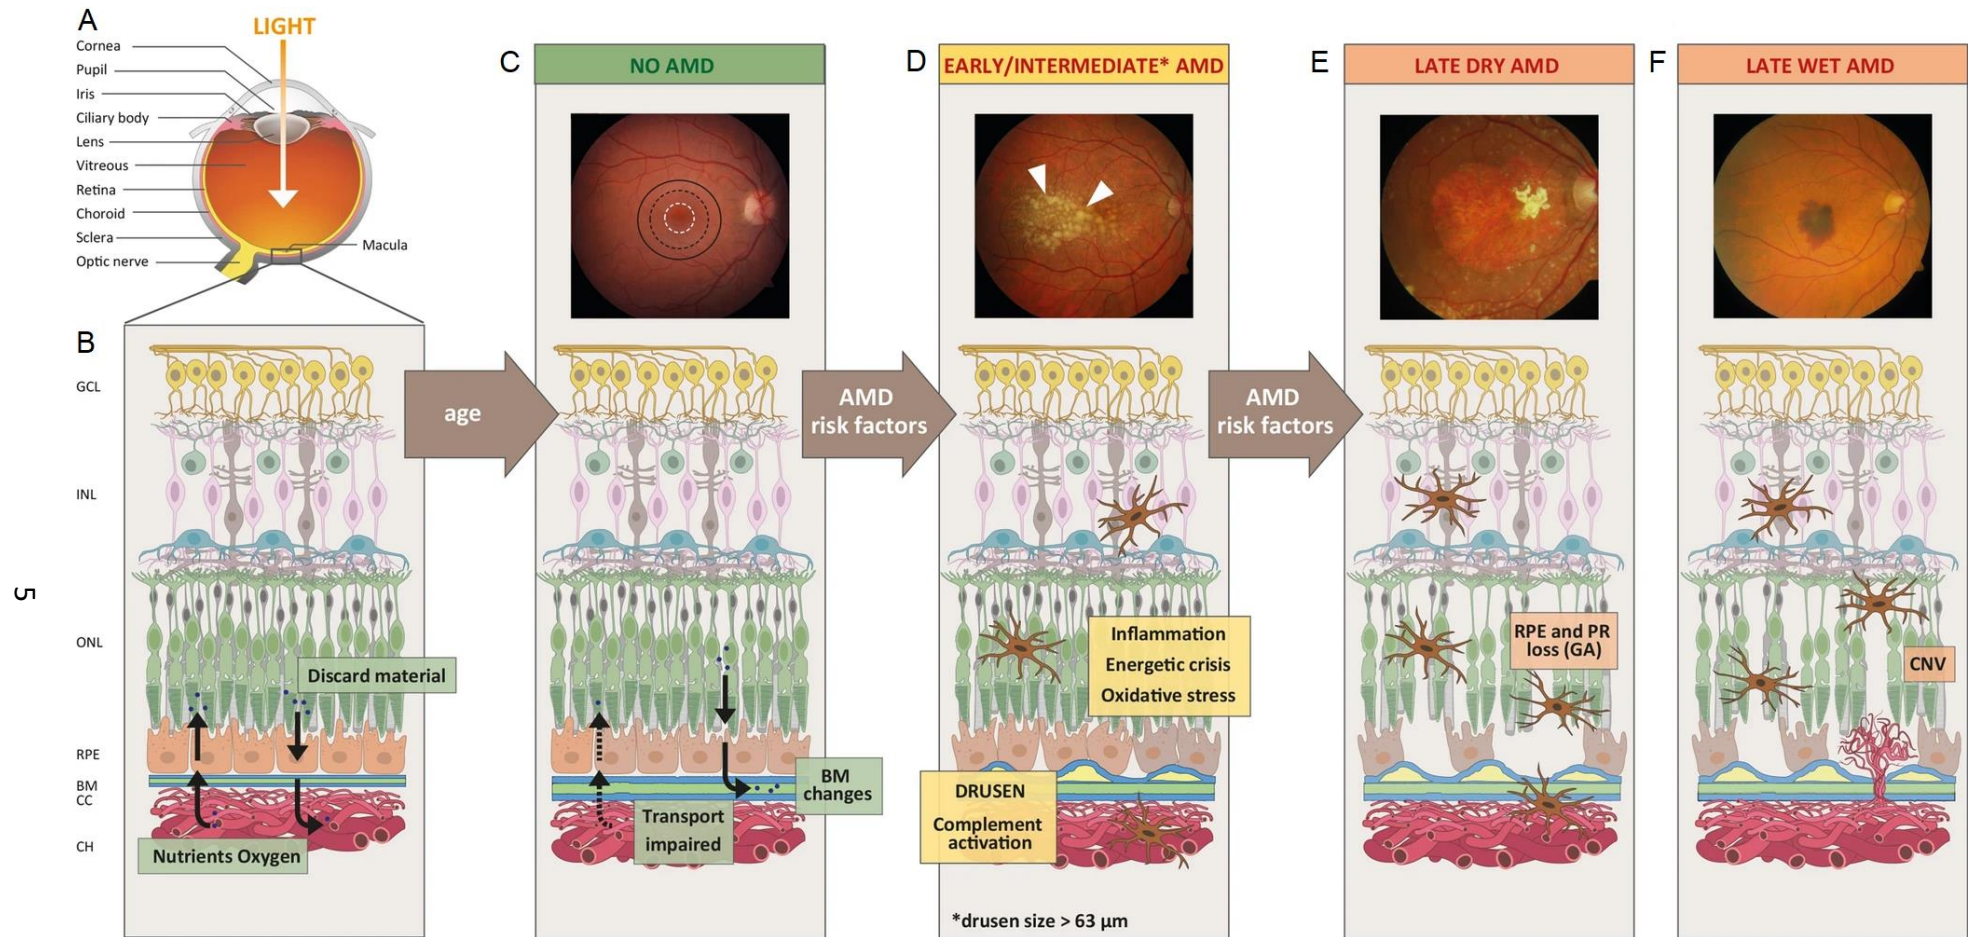 A
LIGHT
Cornea
Pupil
Iris
Ciliary body
Lens
Vitreous
Retina
Choroid
Sclera
Optic nerve
Macula
B
GCL
INL
ONL
RPE
BM
CC
CH
Discard material
Nutrients Oxygen
5
age
C
NO AMD
BM
changes
Transport
impaired
AMD
risk factors
D
EARLY/INTERMEDIATE* AMD
Inflammation
Energetic crisis
Oxidative stress
DRUSEN
Complement
activation
*drusen size > 63 µm
AMD
risk factors
E
LATE DRY AMD
RPE and PR
loss (GA)
F
LATE WET AMD
CNV